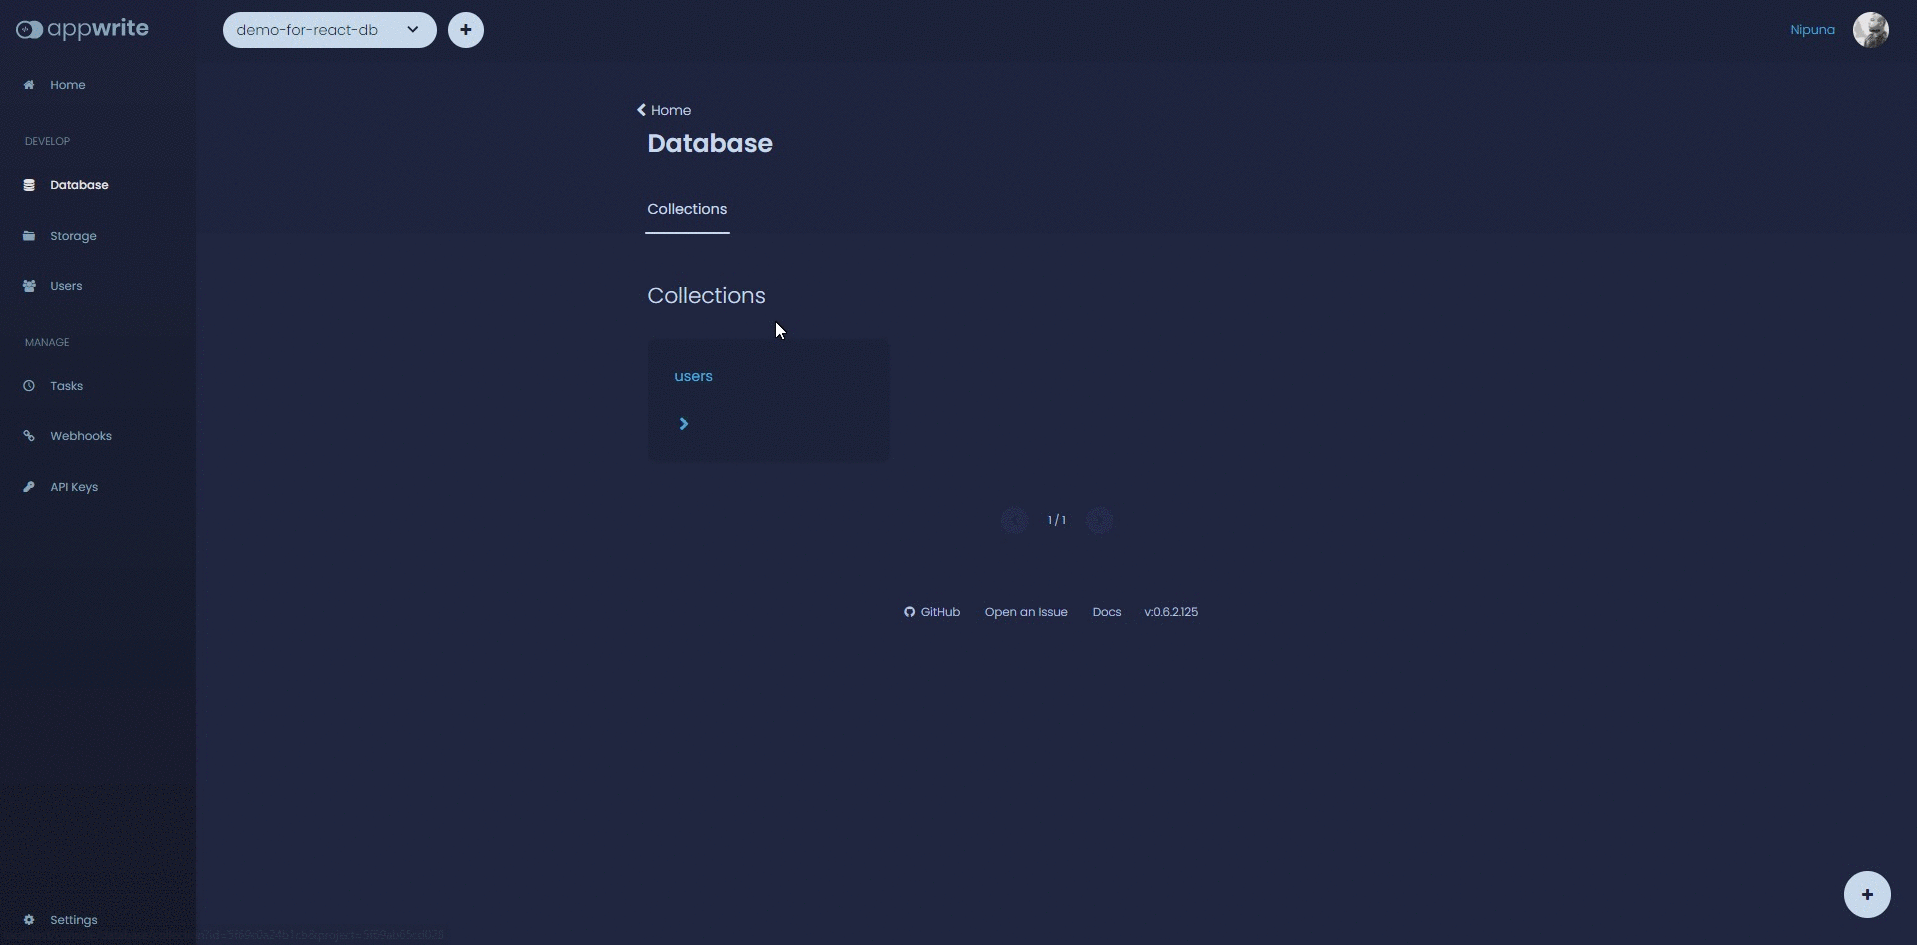 appwrite
demo-for-react-db
Nipuna
Home
DEVELOP
Database
Storage
Users
MANAGE
Tasks
Webhooks
API Keys
Settings
Home
Database
Collections
Collections
users
1 / 1
GitHub Open an Issue Docs v:0.6.2.125